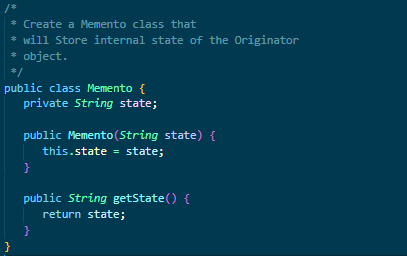 /*
 * Create a Memento class that
 * will Store internal state of the Originator
 * object.
 */
public class Memento {
   private String state;

   public Memento(String state) {
      this.state = state;
   }

   public String getState() {
      return state;
   }
}